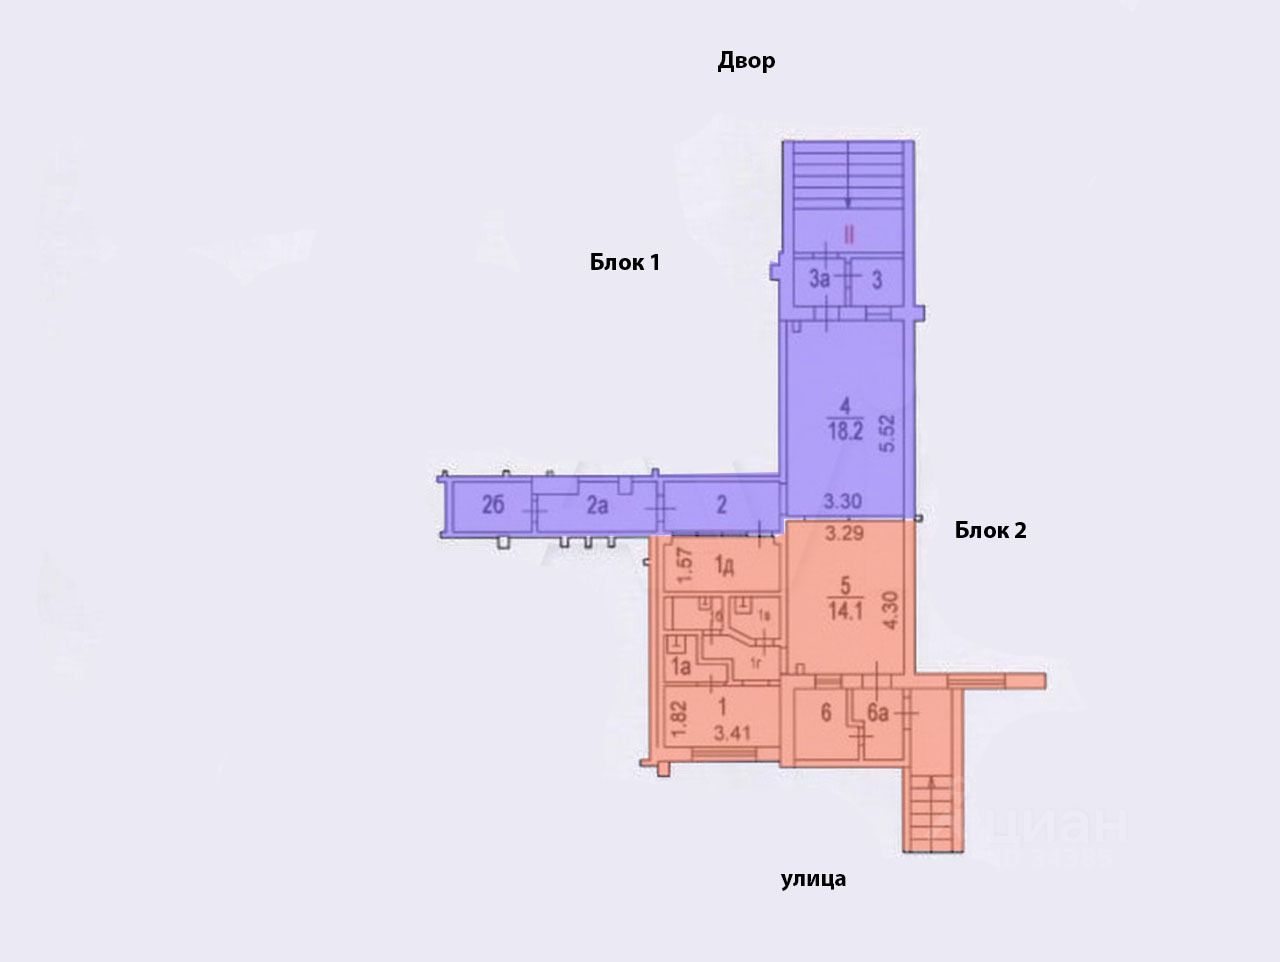 Двор
II
Блок 1
3а
3
4
18.2
5.52
2б
2а
2
3.30
3.29
Блок 2
1.57
1д
5
14.1
4.30
1б
1в
1а
1г
1.82
1
3.41
6
6а
циан
улица